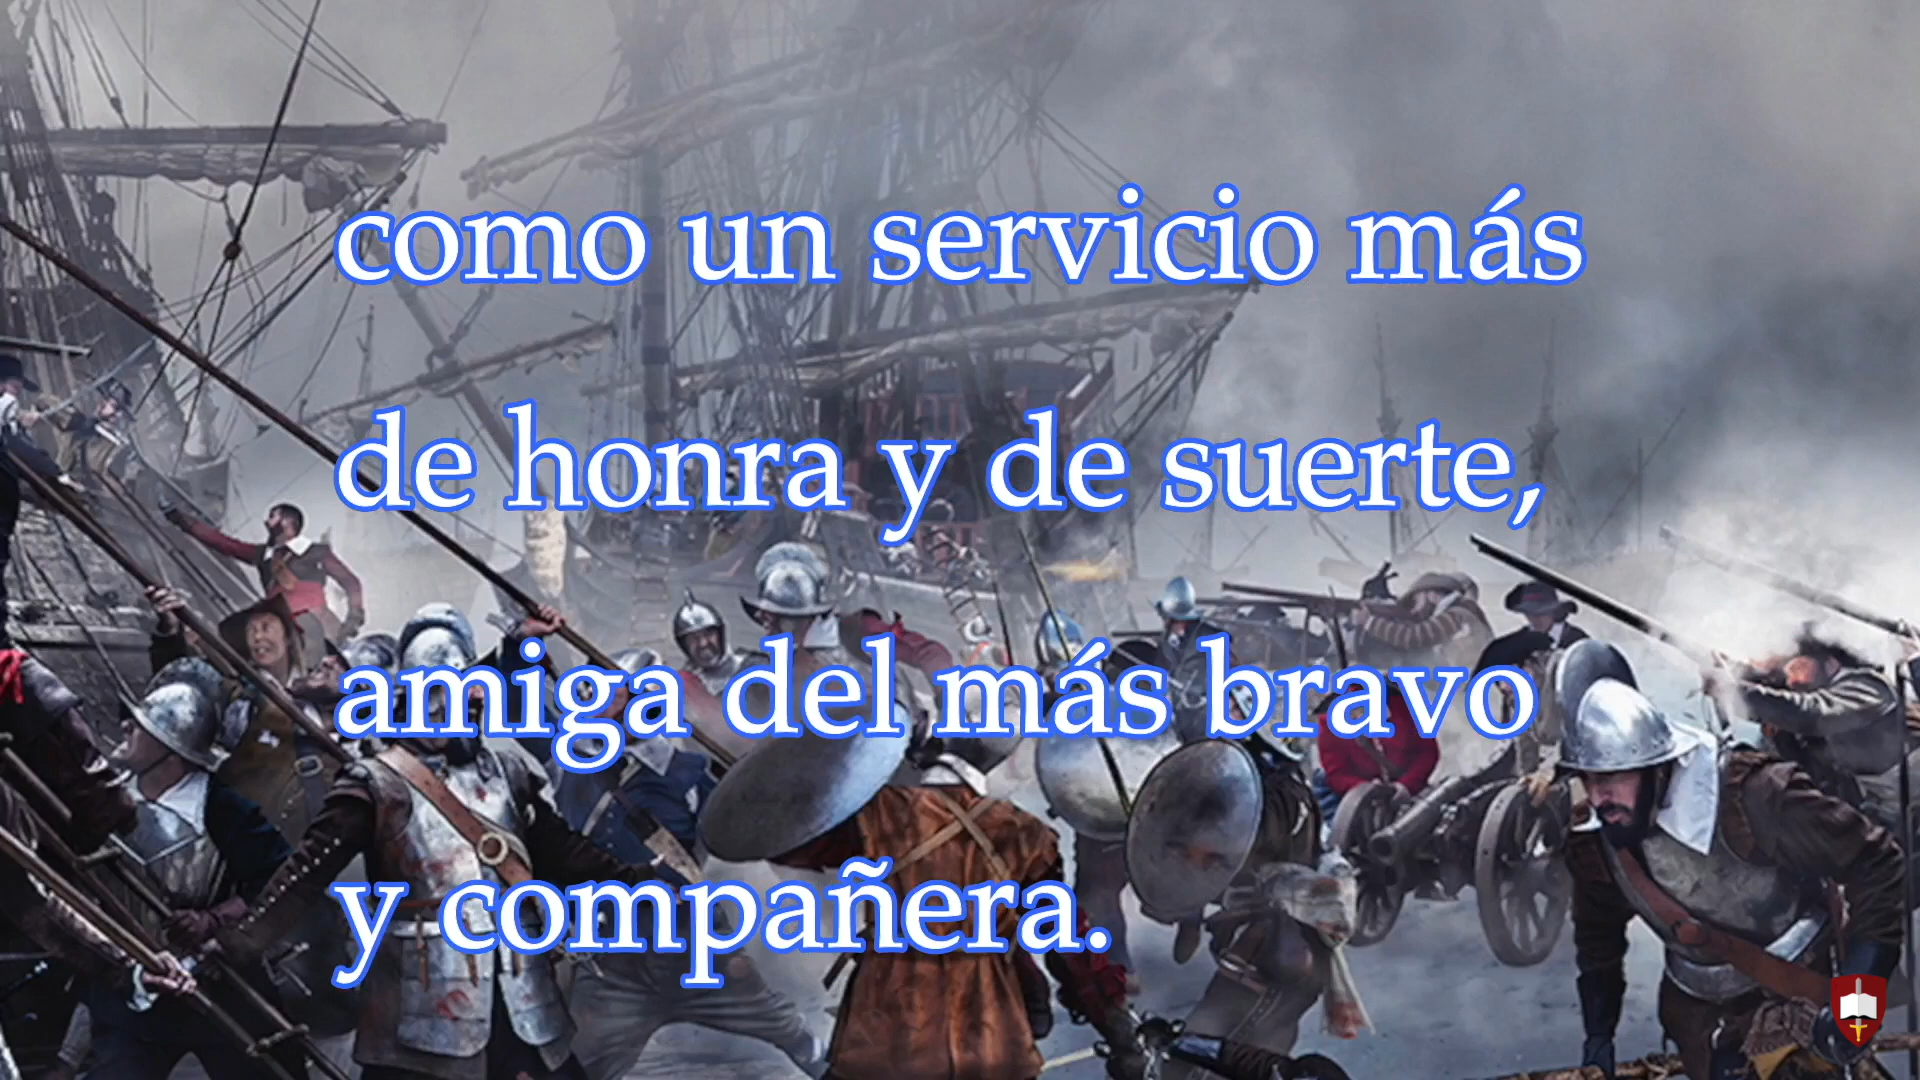 como un servicio más
de honra y de suerte,
amiga del más bravo
y compañera.